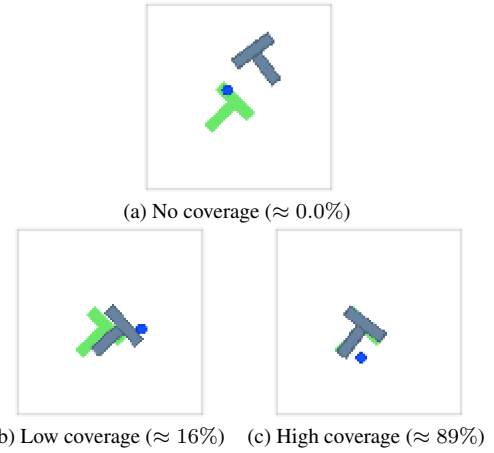 (a) No coverage (≈ 0.0%)
b) Low coverage (≈ 16%) (c) High coverage (≈ 89%)